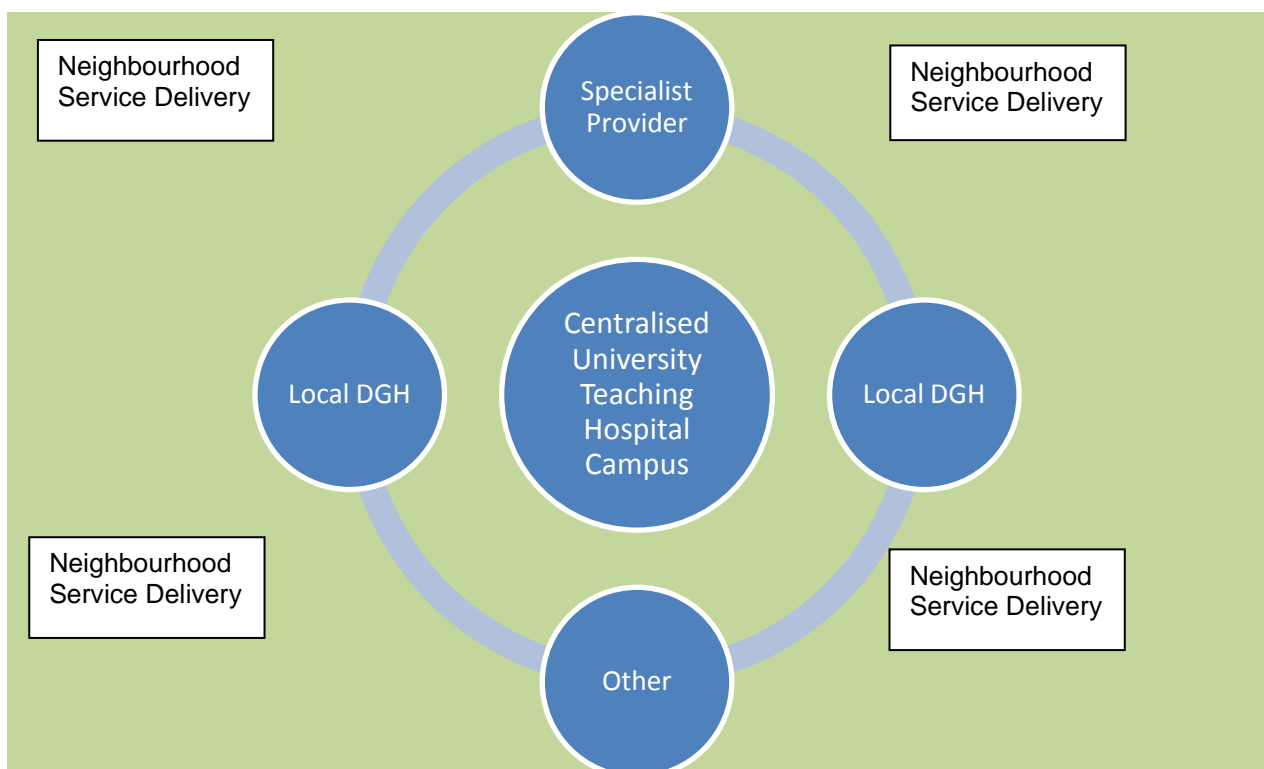 Neighbourhood
Service Delivery
Specialist
Provider
Neighbourhood
Service Delivery
Local DGH
Centralised
University
Teaching
Hospital
Campus
Local DGH
Neighbourhood
Service Delivery
Other
Neighbourhood
Service Delivery